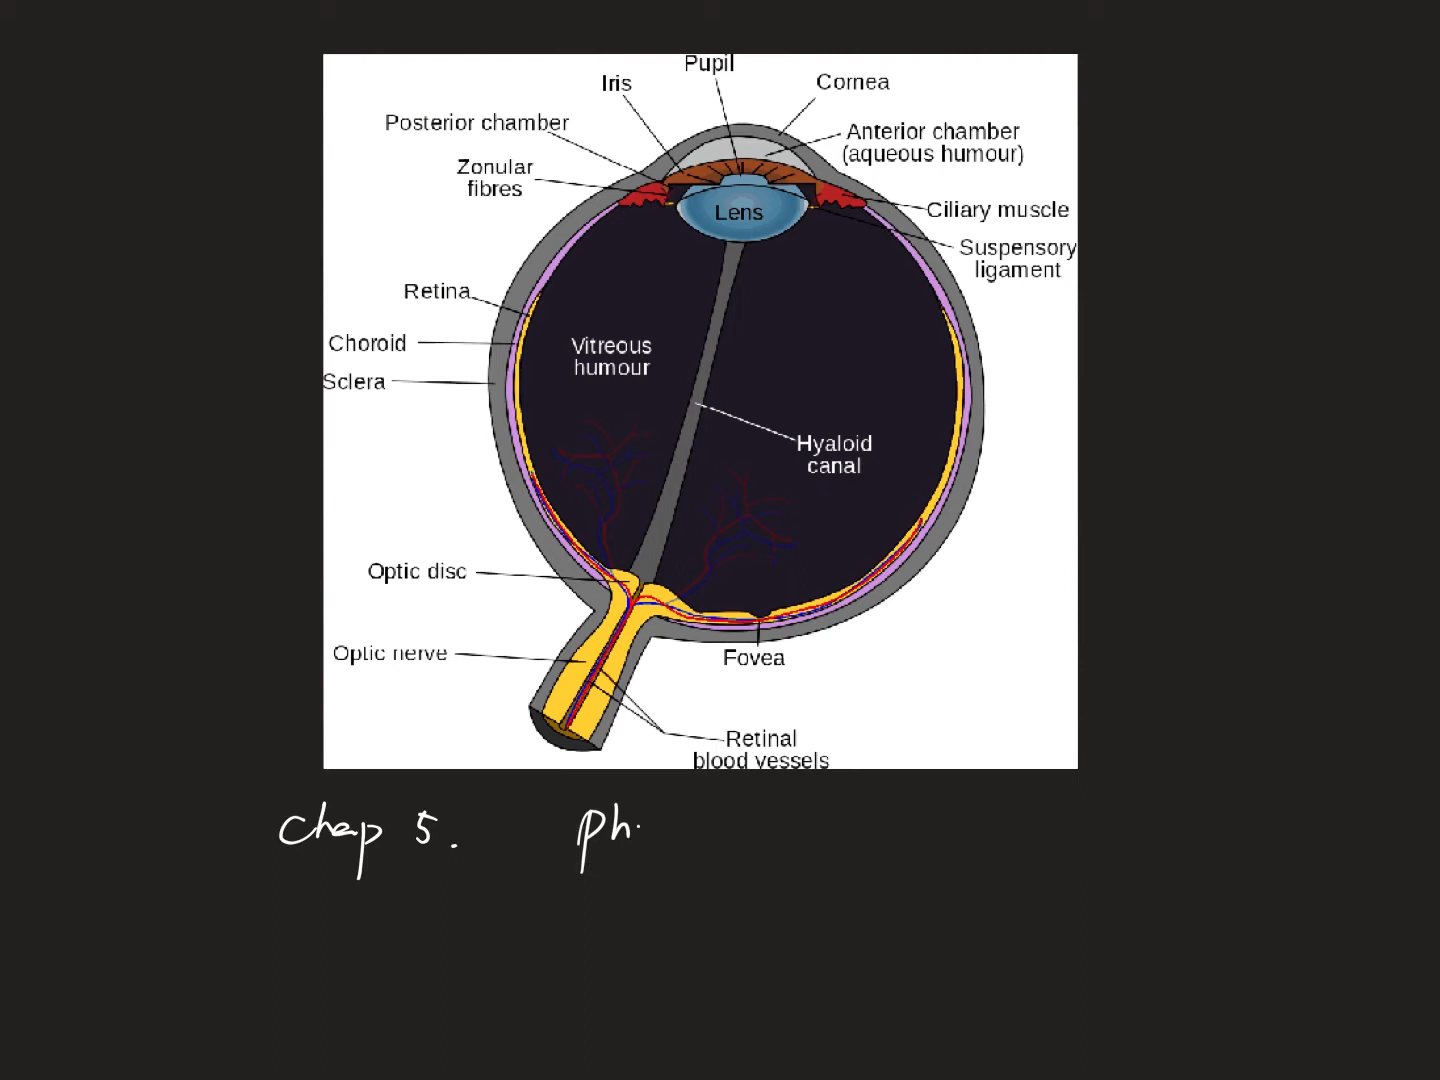 Pupil
Iris
Cornea
Posterior chamber
Anterior chamber
(aqueous humour)
Zonular
fibres
Lens
Ciliary muscle
Suspensory
ligament
Retina
Choroid
Vitreous
humour
Sclera
Hyaloid
canal
Optic disc
Optic nerve
Fovea
Retinal
blood vessels
Chap 5. Ph.